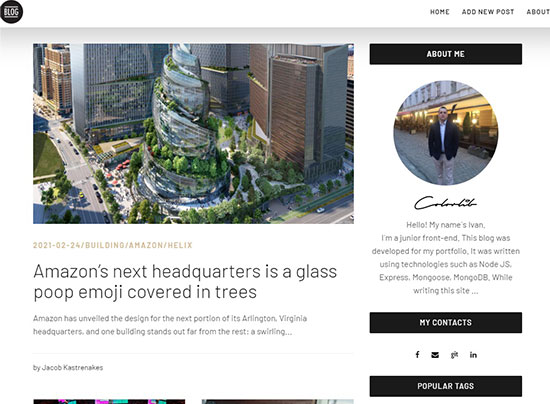 BLOG
HOME ADD NEW POST ABOUT
2021-02-24/BUILDING/AMAZON/HELIX
Amazon's next headquarters is a glass
poop emoji covered in trees
Amazon has unveiled the design for the next portion of its Arlington, Virginia
headquarters, and one building stands out far from the rest: a swirling...
by Jacob Kastrenakes
ABOUT ME
Colorlib
Hello! My name`s Ivan.
I'm a junior front-end. This blog was
developed for my portfolio. It was written
using technologies such as Node JS,
Express, Mongoose, MongoDB. While
writing this site ...
MY CONTACTS
f git in
POPULAR TAGS